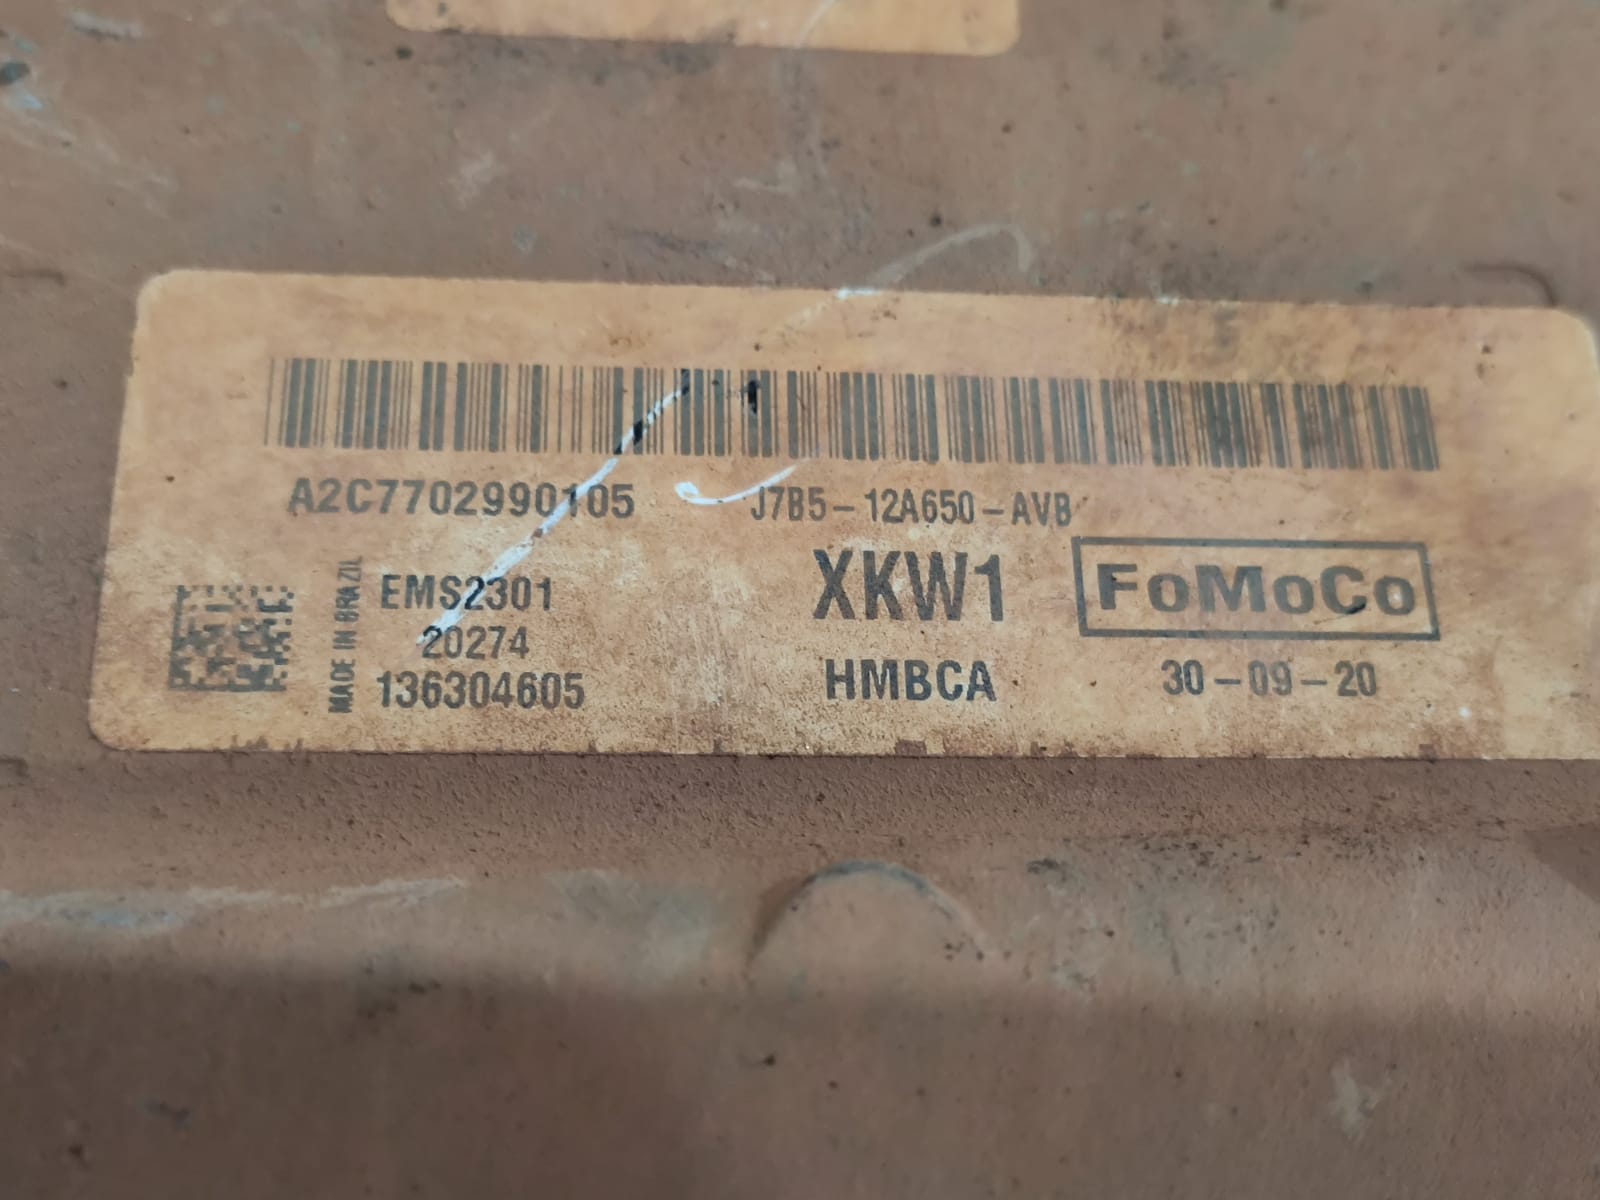 A2C7702990105 J7B5-12A650-AVB
MADE IN BRAZIL
EMS2301
20274
136304605
XKW1
HMBCA
FoMoCo
30-09-20